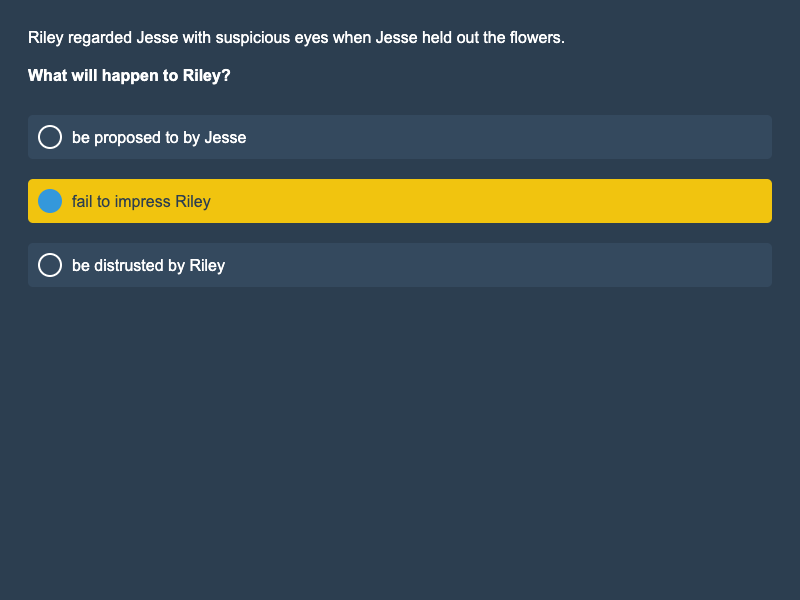 Riley regarded Jesse with suspicious eyes when Jesse held out the flowers.
What will happen to Riley?
be proposed to by Jesse
fail to impress Riley
be distrusted by Riley